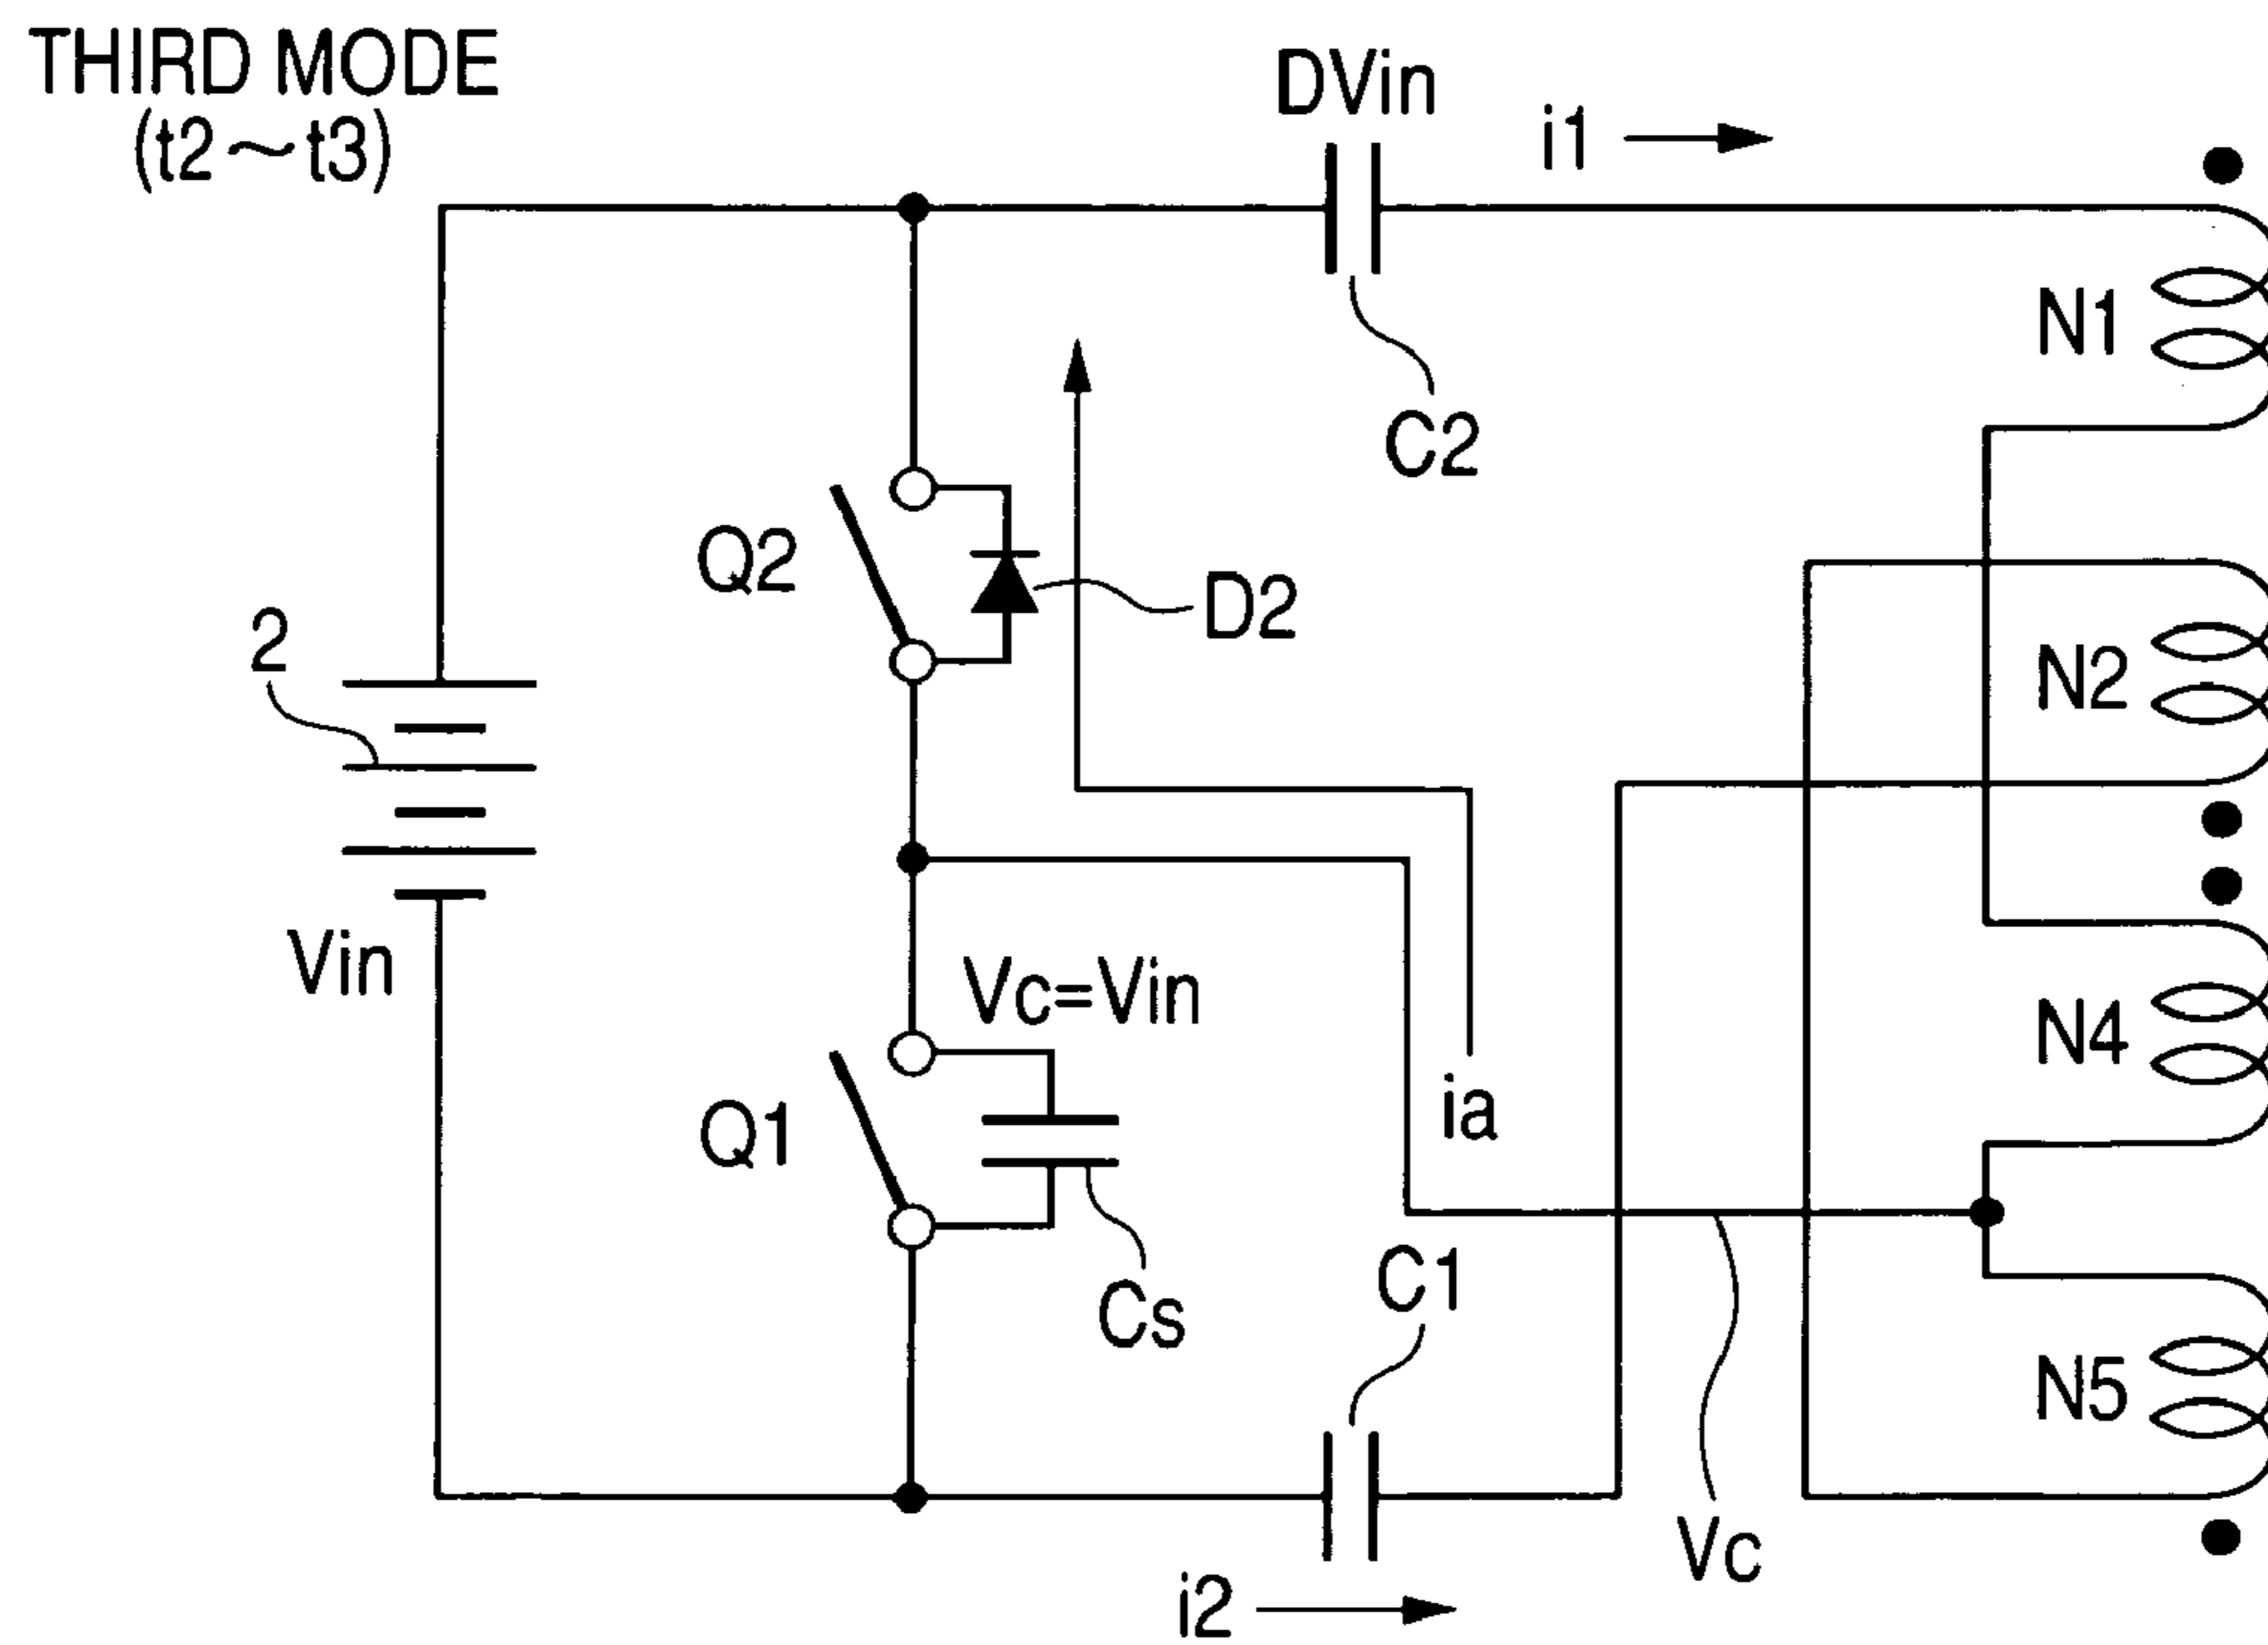 THIRD MODE
(t2～t3)
DVin
i1
N1
C2
Q2
D2
2
N2
Vin
Vc=Vin
N4
Q1
ia
Cs
C1
N5
Vc
i2